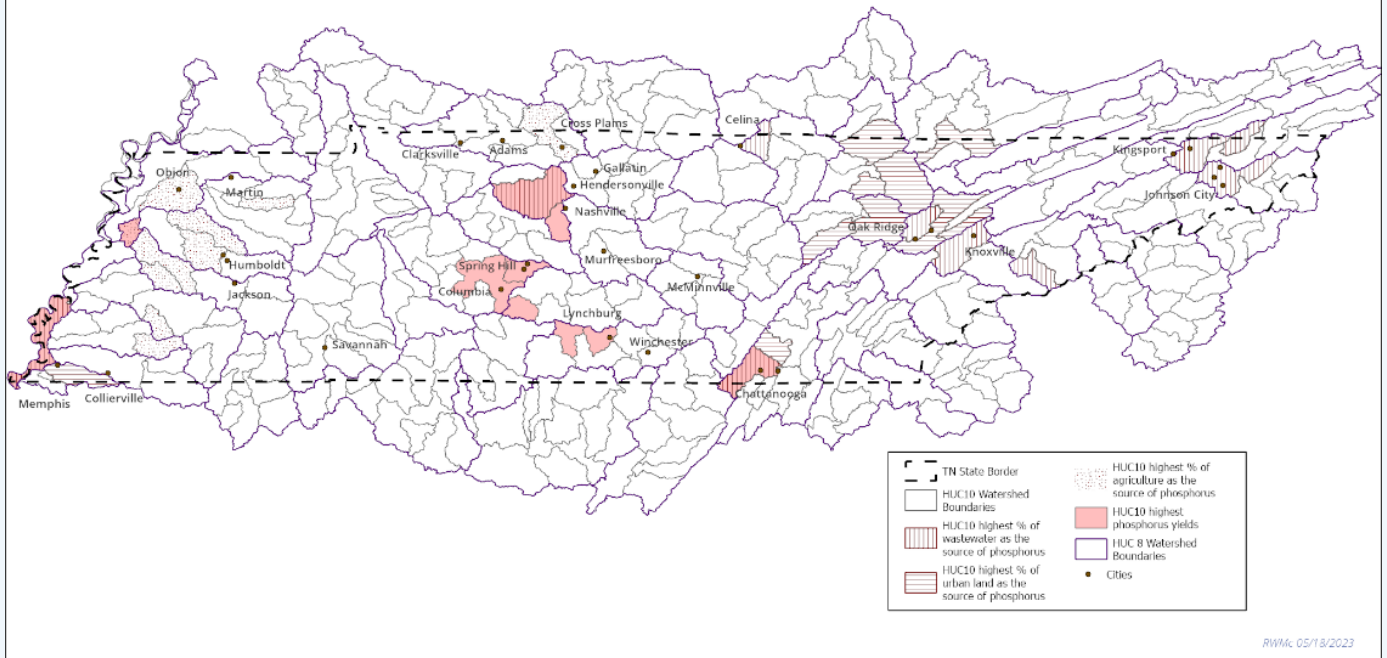 Cross Plains
Celina
Clarksville
Adams
Kingsport
Gallatin
Obion
Hendersonville
Martin
Johnson City
Nashville
Oak Ridge
Knoxville
Murfreesboro
Humboldt
Spring Hill
McMinnville
Columbia
Jackson
Lynchburg
Winchester
Savannah
Chattanooga
Collierville
Memphis
TN State Border
HUC10 Watershed
Boundaries
HUC10 highest % of
wastewater as the
source of phosphorus
HUC10 highest % of
urban land as the
source of phosphorus
HUC10 highest % of
agriculture as the
source of phosphorus
HUC10 highest
phosphorus yields
HUC 8 Watershed
Boundaries
Cities
RWMc 05/18/2023